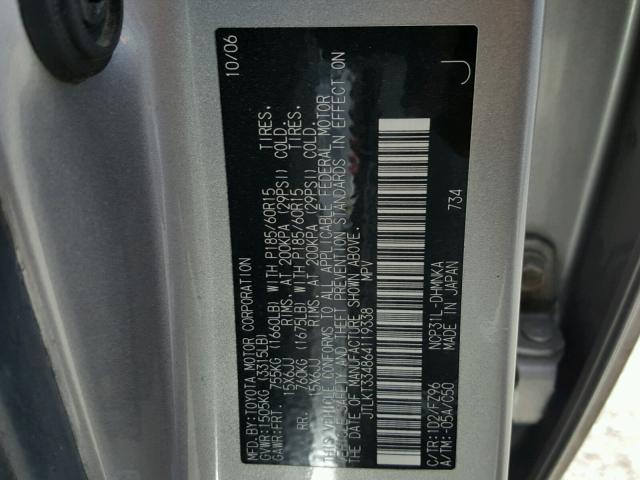 MFD.BY:TOYOTA MOTOR CORPORATION 10/06
GVWR:1505KG (3315LB)
GAWR:FRT. 755KG (1660LB) WITH P185/60R15 TIRES,
15X6JJ RIMS, AT 200KPA (29PSI) COLD.
RR. 760KG (1675LB) WITH P185/60R15 TIRES,
15X6JJ RIMS, AT 200KPA (29PSI) COLD.
THIS VEHICLE CONFORMS TO ALL APPLICABLE FEDERAL MOTOR
VEHICLE SAFETY AND THEFT PREVENTION STANDARDS IN EFFECT ON
THE DATE OF MANUFACTURE SHOWN ABOVE.
JTLKT334864119338 MPV
C/TR:1D2/FZ96 NCP31L-DHMNKA 734 J
A/TM:-05A/C50 MADE IN JAPAN